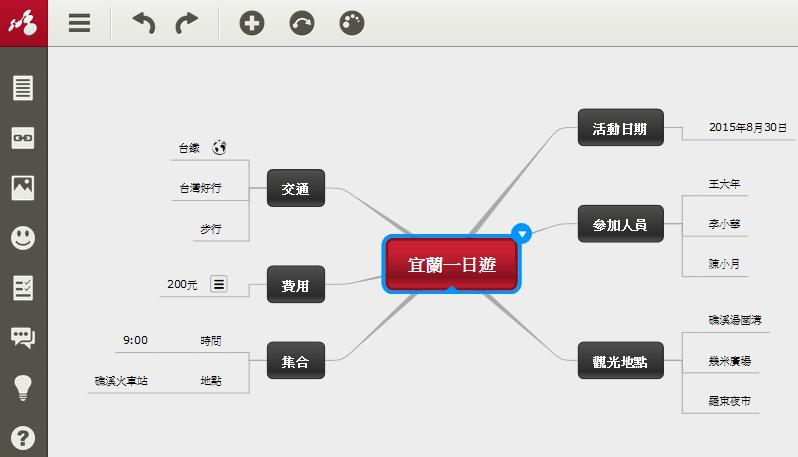 宜蘭一日遊
活動日期
2015年8月30日
參加人員
王大年
李小華
陳小月
觀光地點
礁溪湯圍溝
幾米廣場
羅東夜市
交通
台鐵
台灣好行
步行
費用
200元
集合
時間
9:00
地點
礁溪火車站